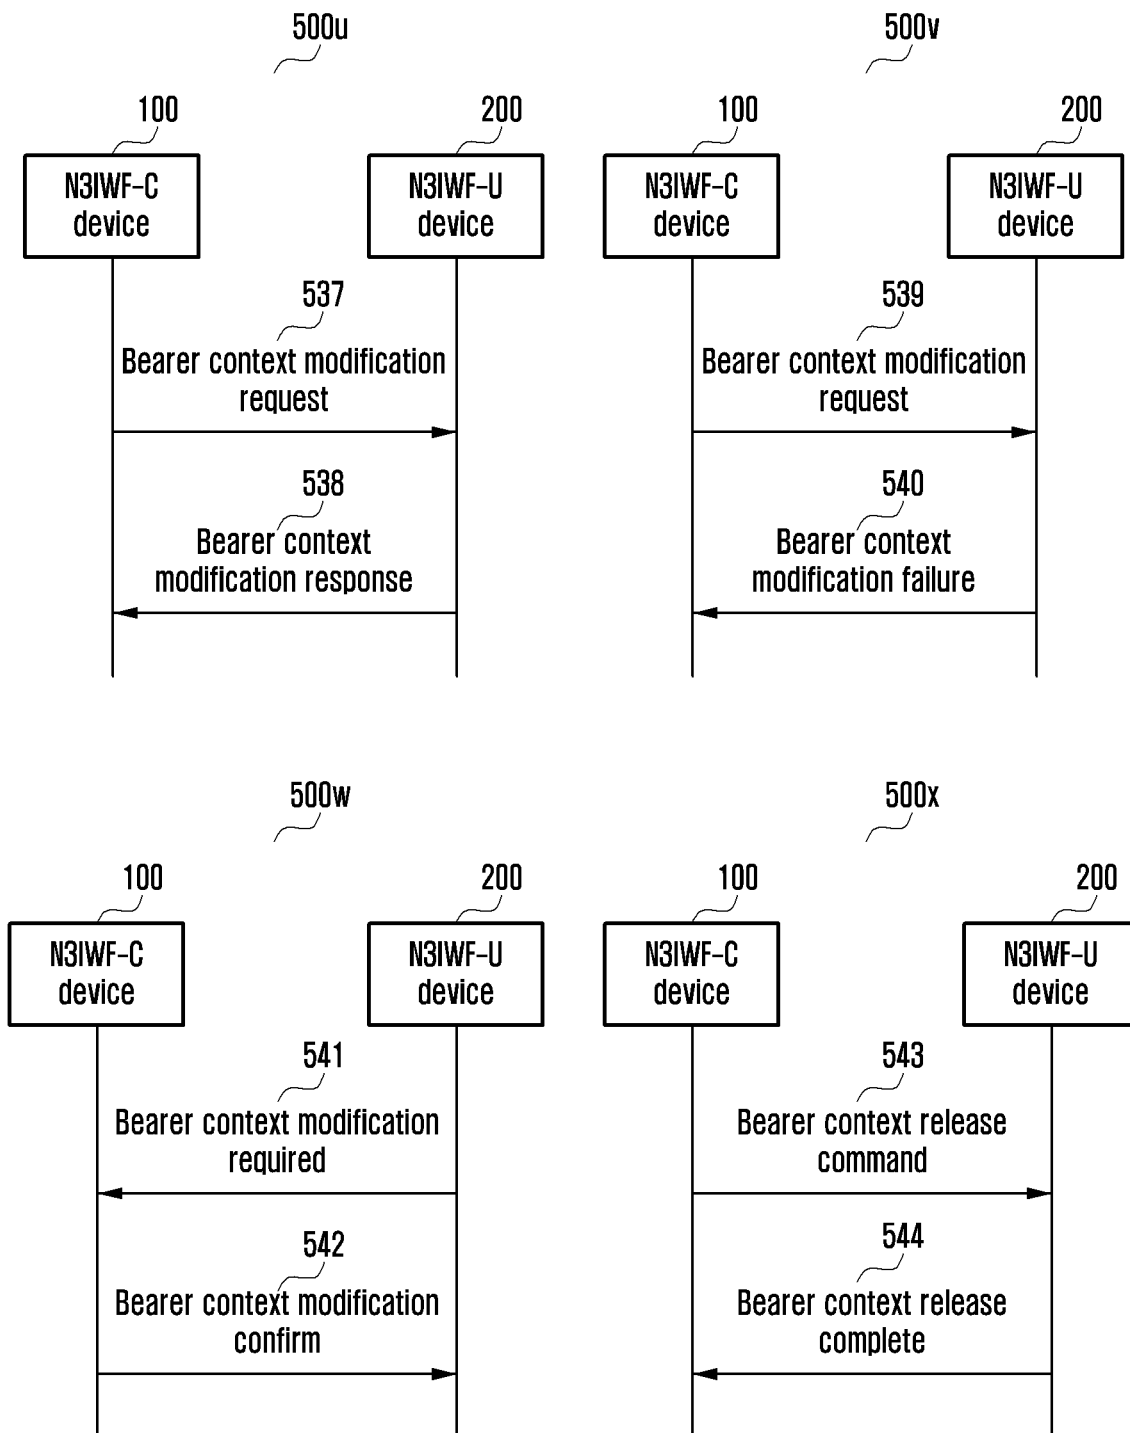 500u
100
200
N3IWF-C
device
N3IWF-U
device
537
Bearer context modification
request
538
Bearer context
modification response
500v
100
200
N3IWF-C
device
N3IWF-U
device
539
Bearer context modification
request
540
Bearer context
modification failure
500w
100
200
N3IWF-C
device
N3IWF-U
device
541
Bearer context modification
required
542
Bearer context modification
confirm
500x
100
200
N3IWF-C
device
N3IWF-U
device
543
Bearer context release
command
544
Bearer context release
complete